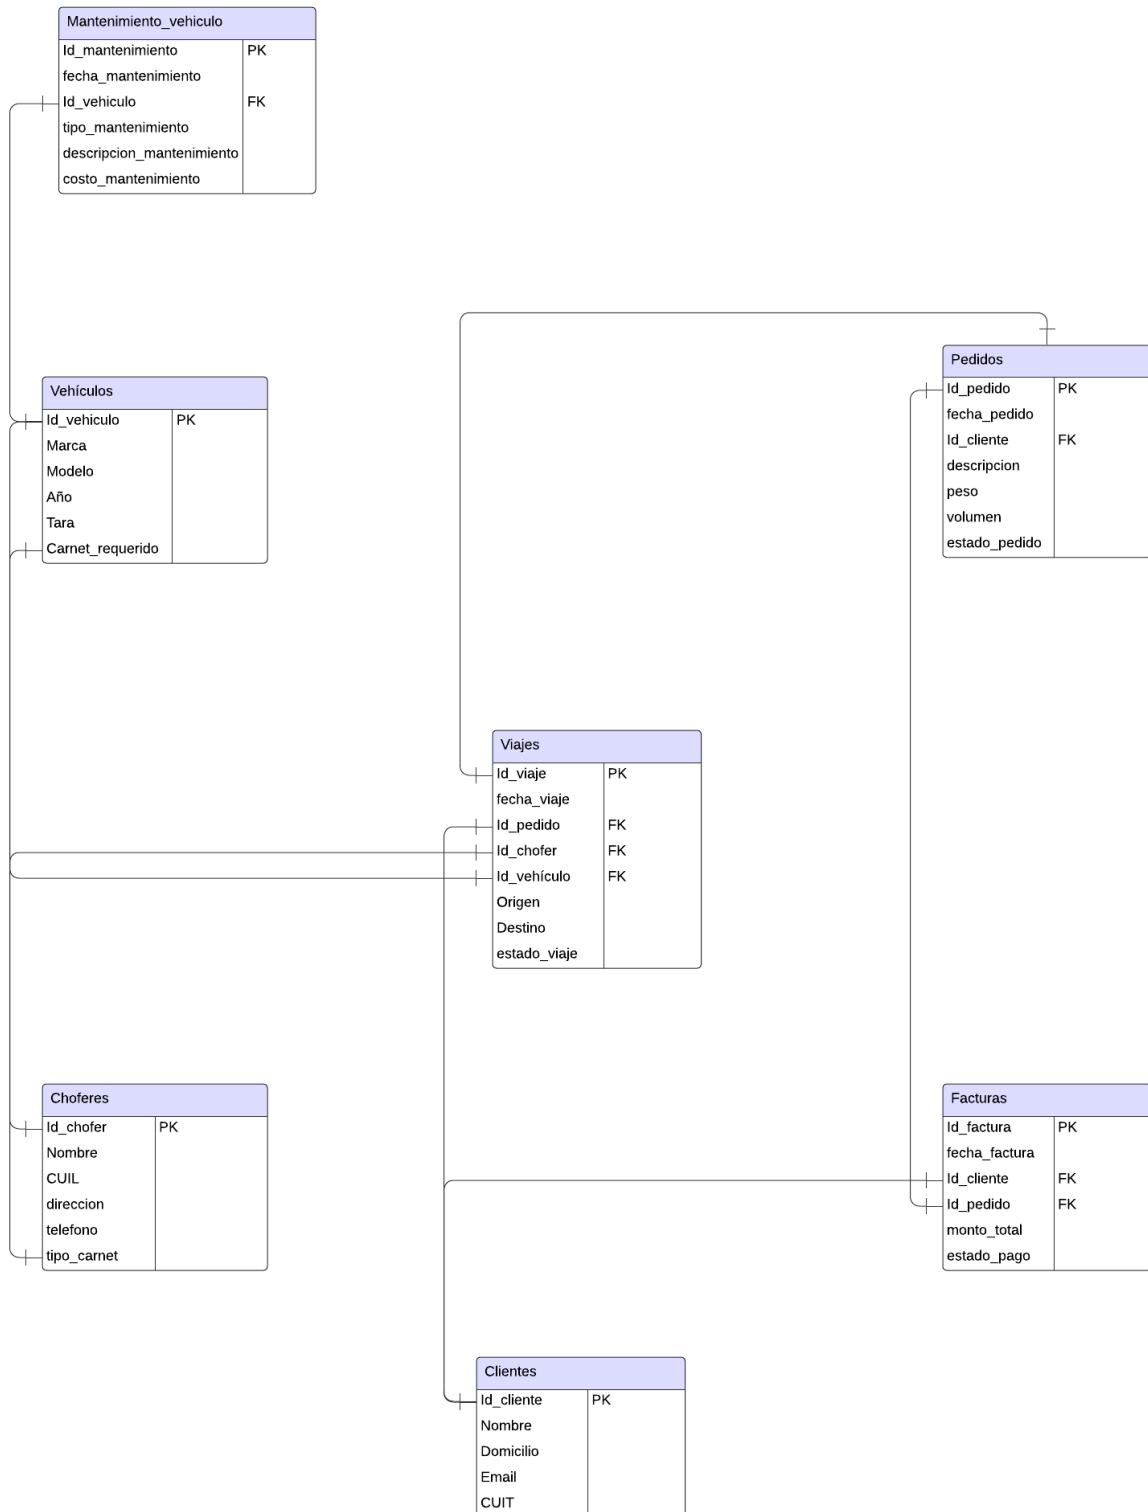 Mantenimiento_vehiculo
Id_mantenimiento PK
fecha_mantenimiento
Id_vehiculo FK
tipo_mantenimiento
descripcion_mantenimiento
costo_mantenimiento
Vehículos
Id_vehiculo PK
Marca
Modelo
Año
Tara
Carnet_requerido
Pedidos
Id_pedido PK
fecha_pedido
Id_cliente FK
descripcion
peso
volumen
estado_pedido
Viajes
Id_viaje PK
fecha_viaje
Id_pedido FK
Id_chofer FK
Id_vehículo FK
Origen
Destino
estado_viaje
Choferes
Id_chofer PK
Nombre
CUIL
direccion
telefono
tipo_carnet
Facturas
Id_factura PK
fecha_factura
Id_cliente FK
Id_pedido FK
monto_total
estado_pago
Clientes
Id_cliente PK
Nombre
Domicilio
Email
CUIT